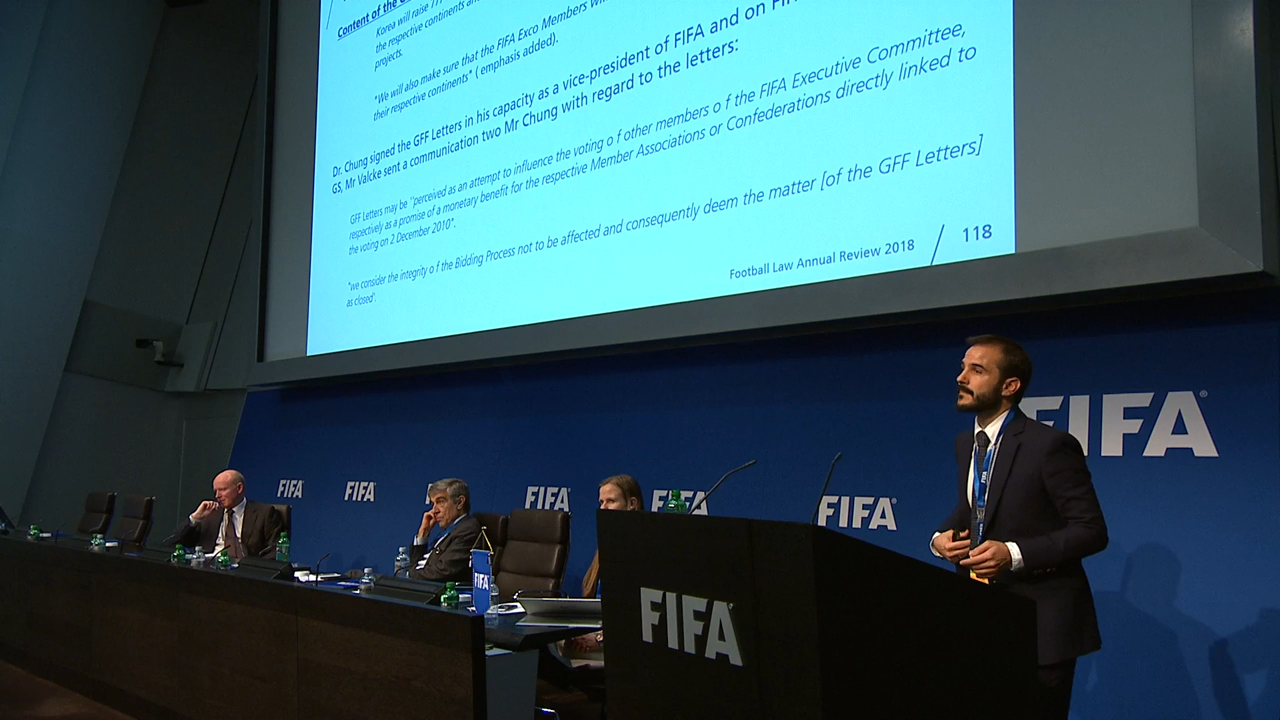 Content of the G
Korea will raise 777
the respective continents an
projects.
"We will also make sure that the FIFA Exco Members wi
their respective continents" ( emphasis added).
Dr. Chung signed the GFF Letters in his capacity as a vice-president of FIFA and on FI
GS, Mr Valcke sent a communication two Mr Chung with regard to the letters:
GFF Letters may be "perceived as an attempt to influence the voting o f other members o f the FIFA Executive Committee,
respectively as a promise of a monetary benefit for the respective Member Associations or Confederations directly linked to
the voting on 2 December 2010".
"we consider the integrity o f the Bidding Process not to be affected and consequently deem the matter [of the GFF Letters]
as closed'.
Football Law Annual Review 2018 / 118
FIFA®
FIFA
FIFA
FIFA
FIFA
FIFA
FIFA
FIFA